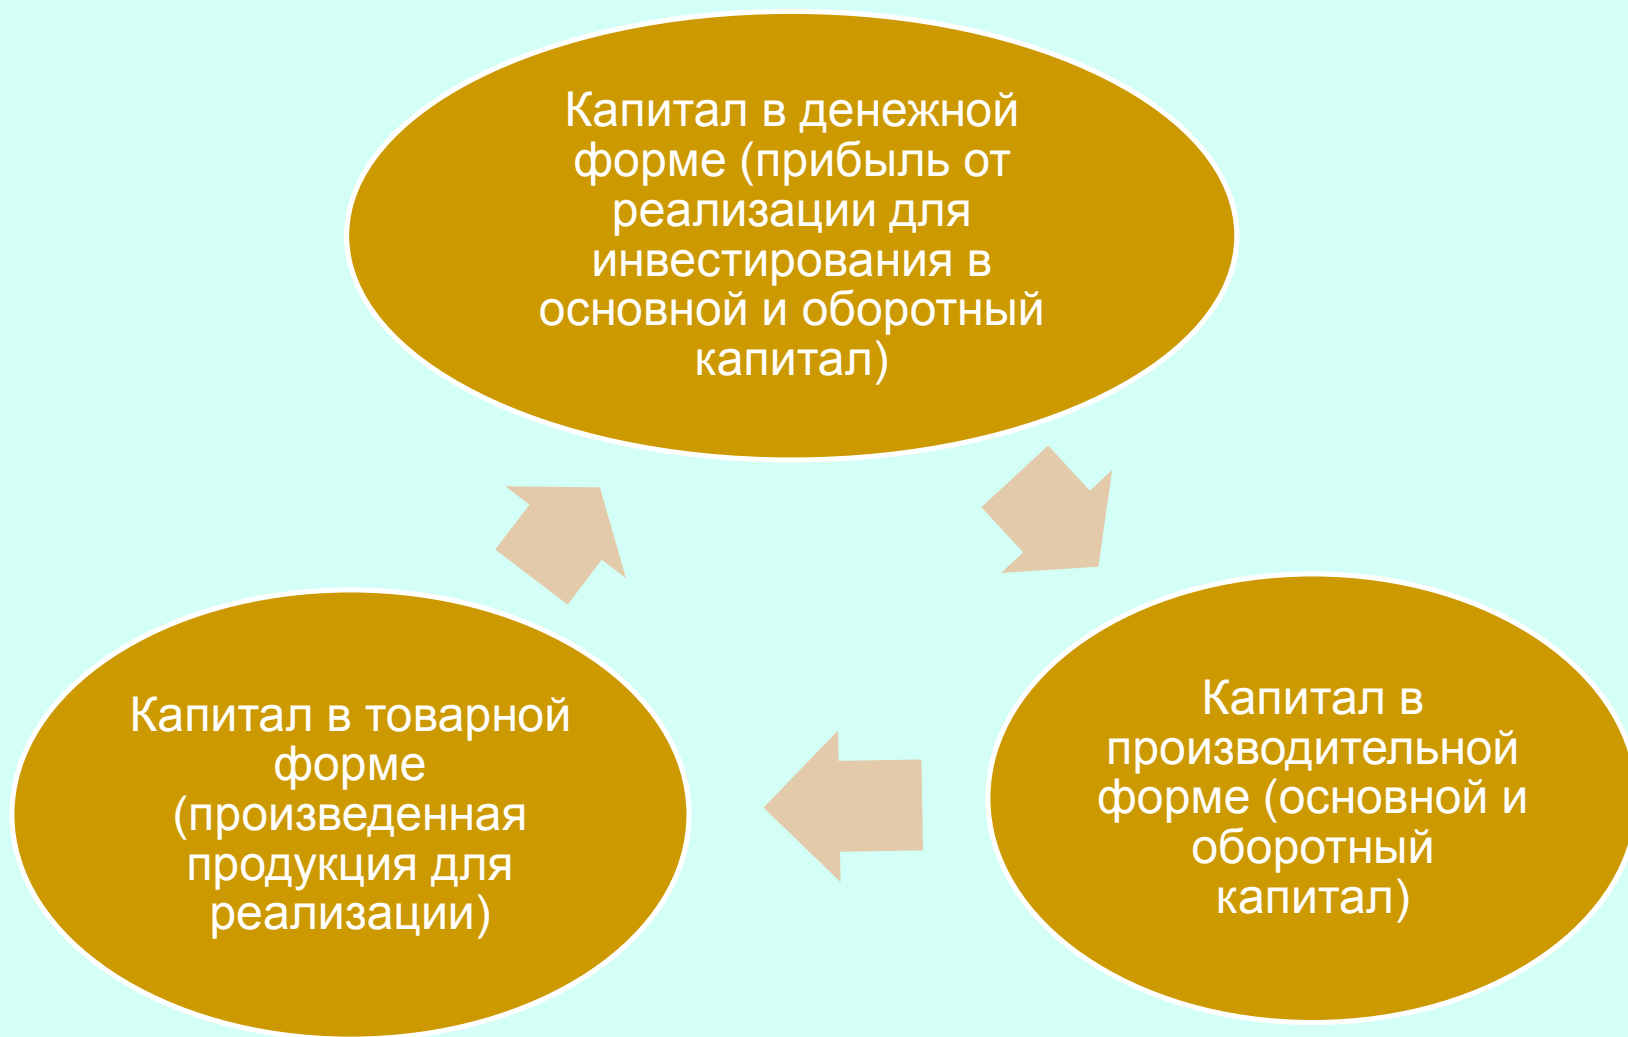 Капитал в денежной
форме (прибыль от
реализации для
инвестирования в
основной и оборотный
капитал)
Капитал в
производительной
форме (основной и
оборотный
капитал)
Капитал в товарной
форме
(произведенная
продукция для
реализации)